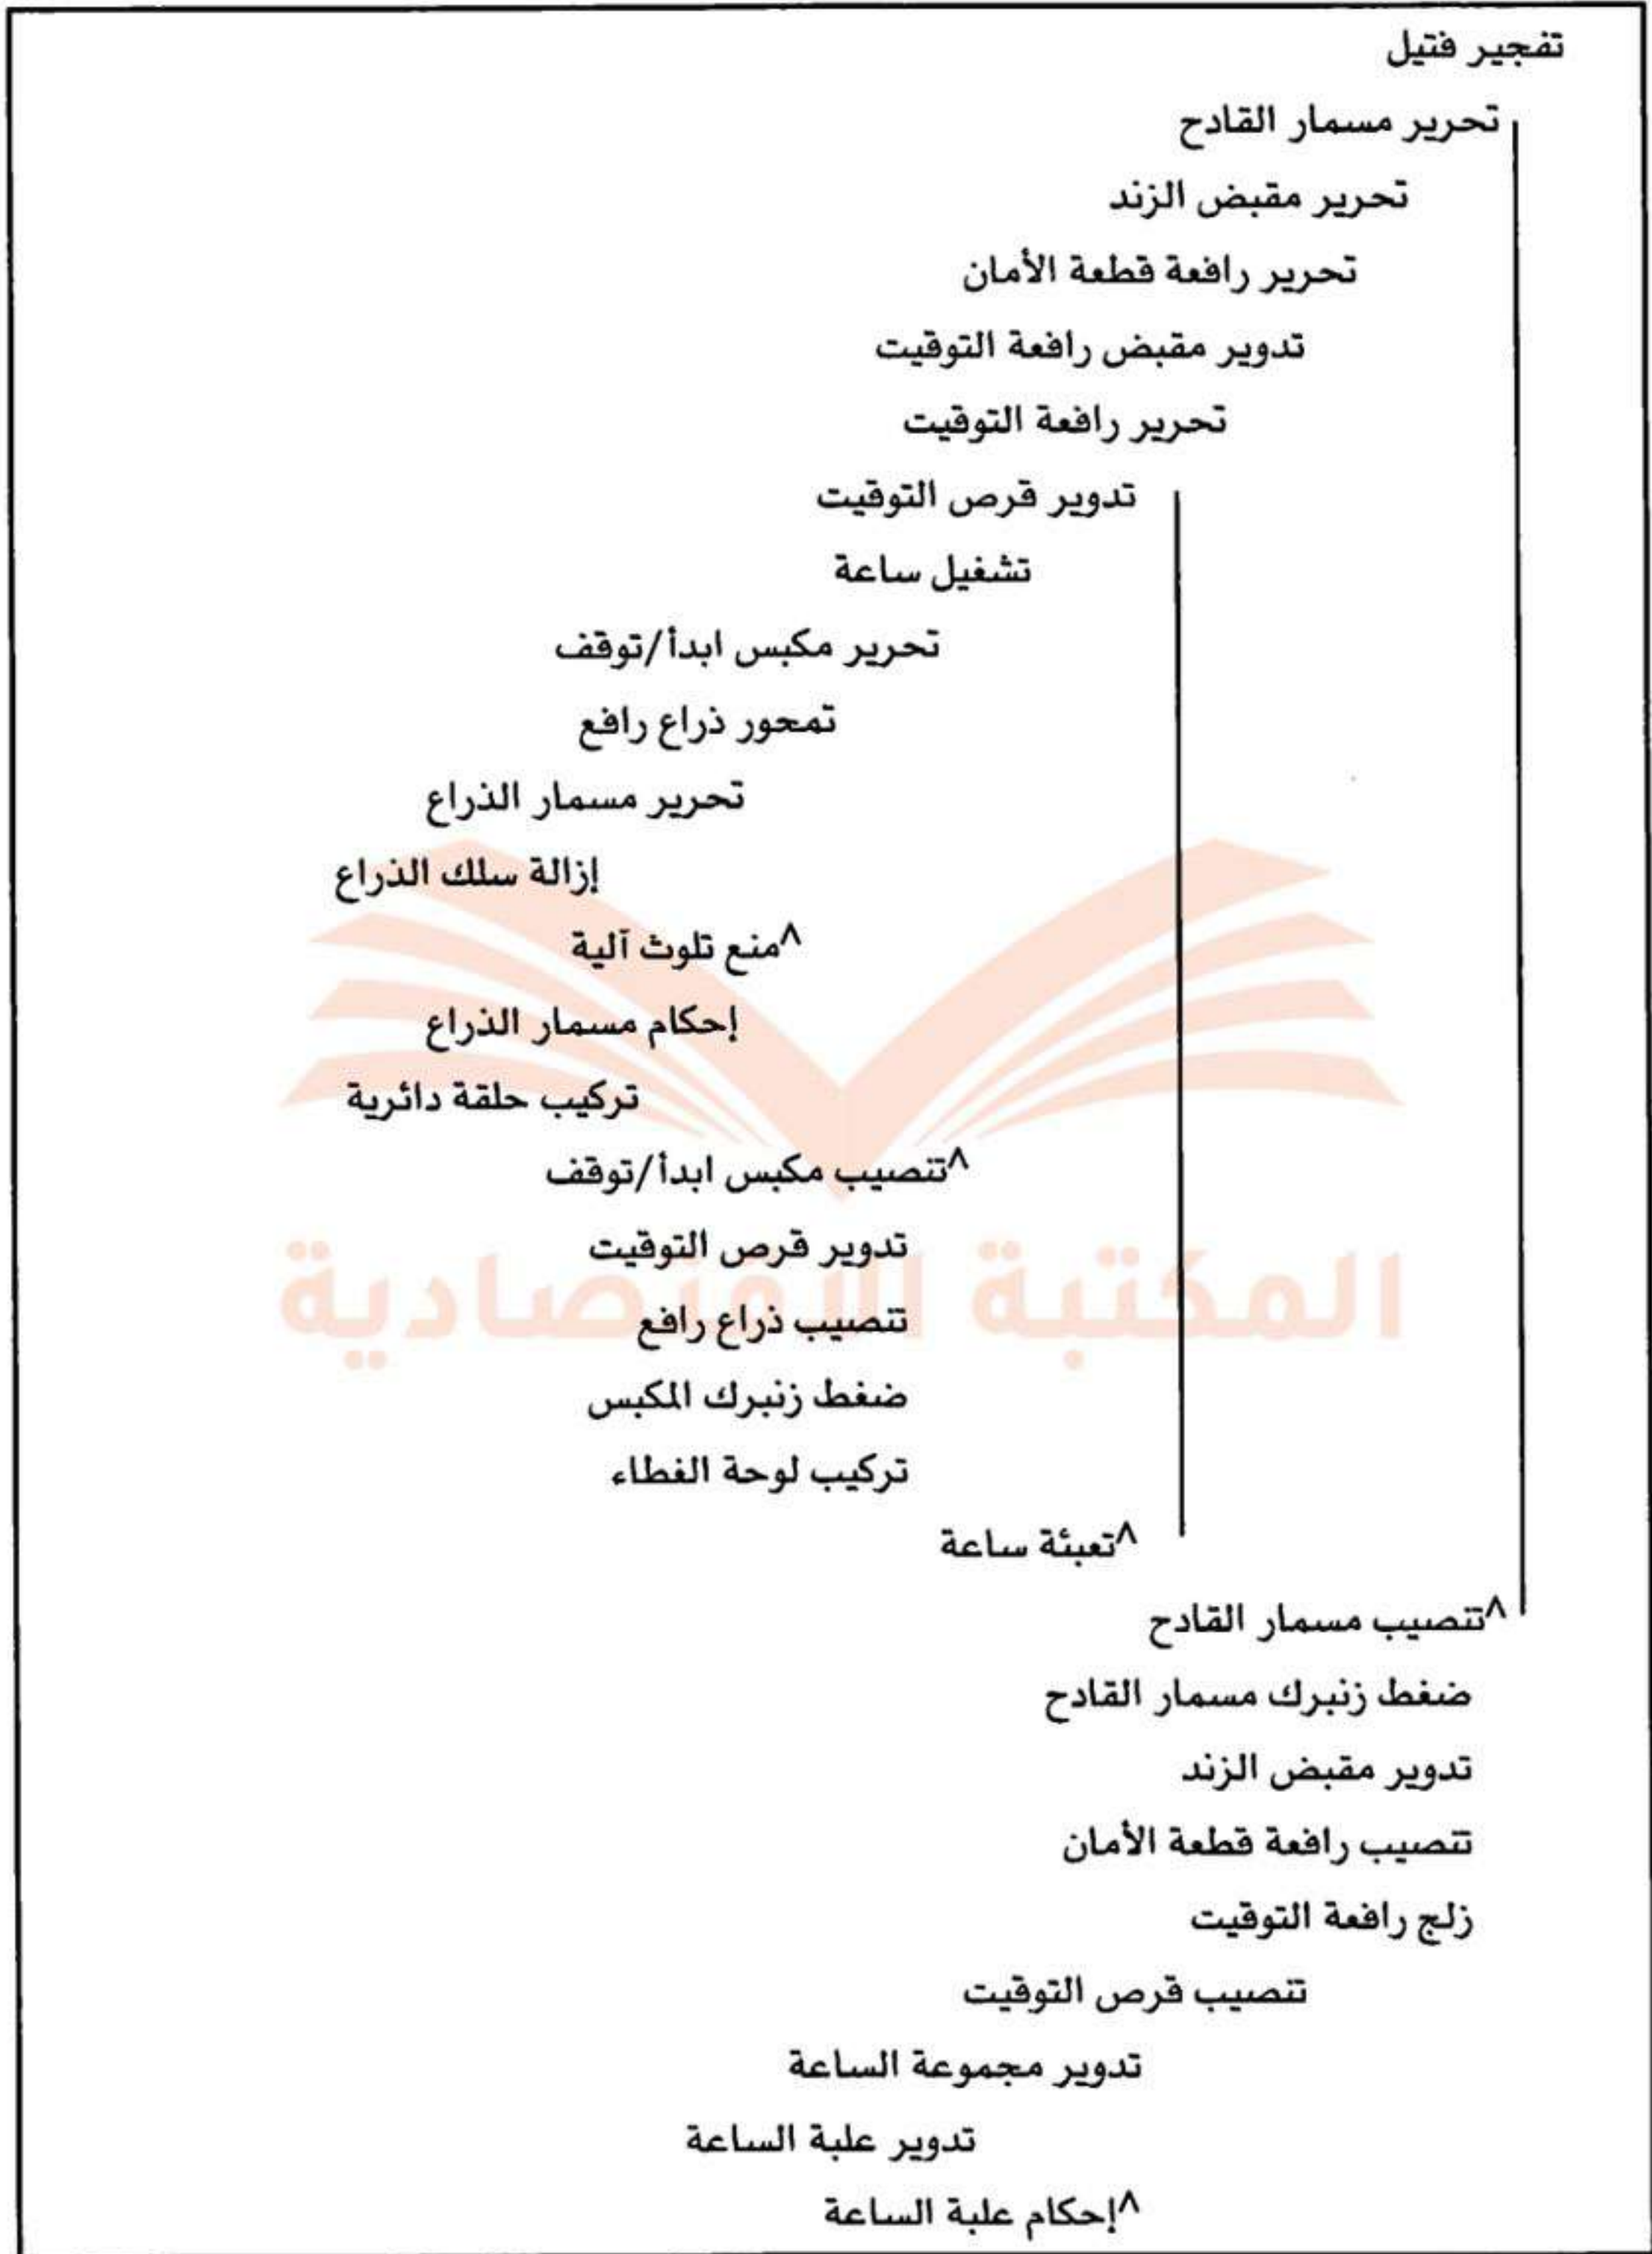 تفجير فتيل
تحرير مسمار القادح
تحرير مقبض الزند
تحرير رافعة قطعة الأمان
تدوير مقبض رافعة التوقيت
تحرير رافعة التوقيت
تدوير قرص التوقيت
تشغيل ساعة
تحرير مكبس ابدأ/توقف
تمحور ذراع رافع
تحرير مسمار الذراع
إزالة سلك الذراع
^منع تلوث آلية
إحكام مسمار الذراع
تركيب حلقة دائرية
^تنصيب مكبس ابدأ/توقف
تدوير قرص التوقيت
تنصيب ذراع رافع
ضغط زنبرك المكبس
تركيب لوحة الغطاء
^تعبئة ساعة
^تنصيب مسمار القادح
ضغط زنبرك مسمار القادح
تدوير مقبض الزند
تنصيب رافعة قطعة الأمان
زلج رافعة التوقيت
تنصيب قرص التوقيت
تدوير مجموعة الساعة
تدوير علبة الساعة
^إحكام علبة الساعة
المكتبة الاقتصادية